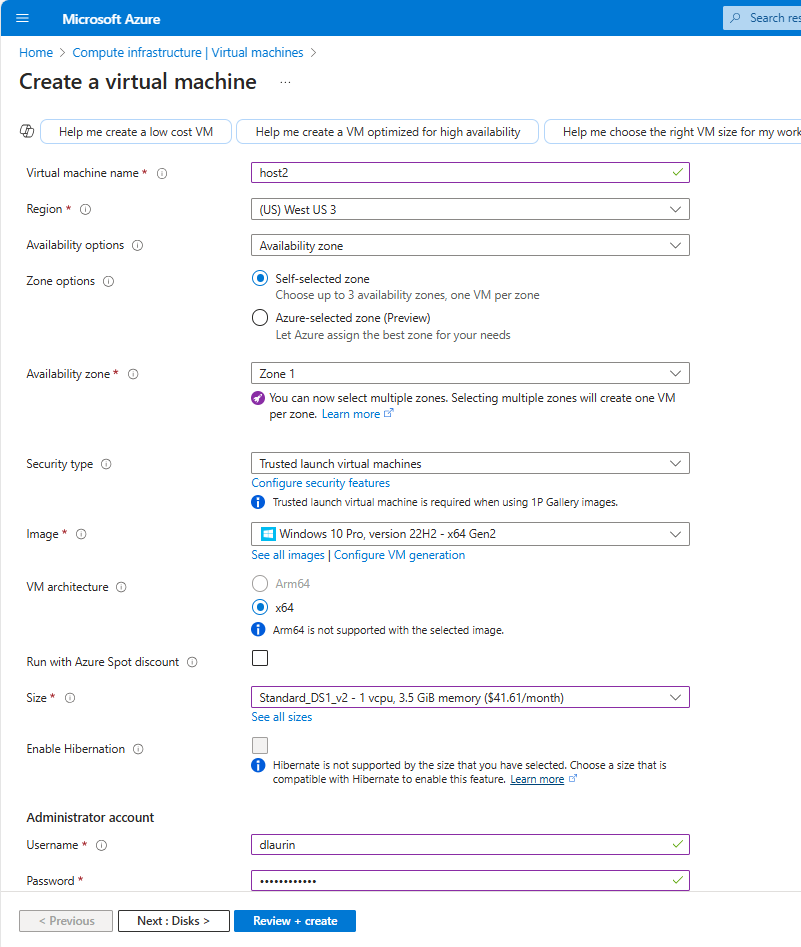 Microsoft Azure
Search res
Home > Compute infrastructure | Virtual machines >
Create a virtual machine ...
Help me create a low cost VM
Help me create a VM optimized for high availability
Help me choose the right VM size for my work
Virtual machine name *
host2
Region *
(US) West US 3
Availability options
Availability zone
Zone options
Self-selected zone
Choose up to 3 availability zones, one VM per zone
Azure-selected zone (Preview)
Let Azure assign the best zone for your needs
Availability zone *
Zone 1
You can now select multiple zones. Selecting multiple zones will create one VM
per zone. Learn more
Security type
Trusted launch virtual machines
Configure security features
Trusted launch virtual machine is required when using 1P Gallery images.
Image *
Windows 10 Pro, version 22H2 - x64 Gen2
See all images | Configure VM generation
VM architecture
Arm64
x64
Arm64 is not supported with the selected image.
Run with Azure Spot discount
Size *
Standard_DS1_v2 - 1 vcpu, 3.5 GiB memory ($41.61/month)
See all sizes
Enable Hibernation
Hibernate is not supported by the size that you have selected. Choose a size that is
compatible with Hibernate to enable this feature. Learn more
Administrator account
Username *
dlaurin
Password *
••••••••••••
< Previous
Next : Disks >
Review + create